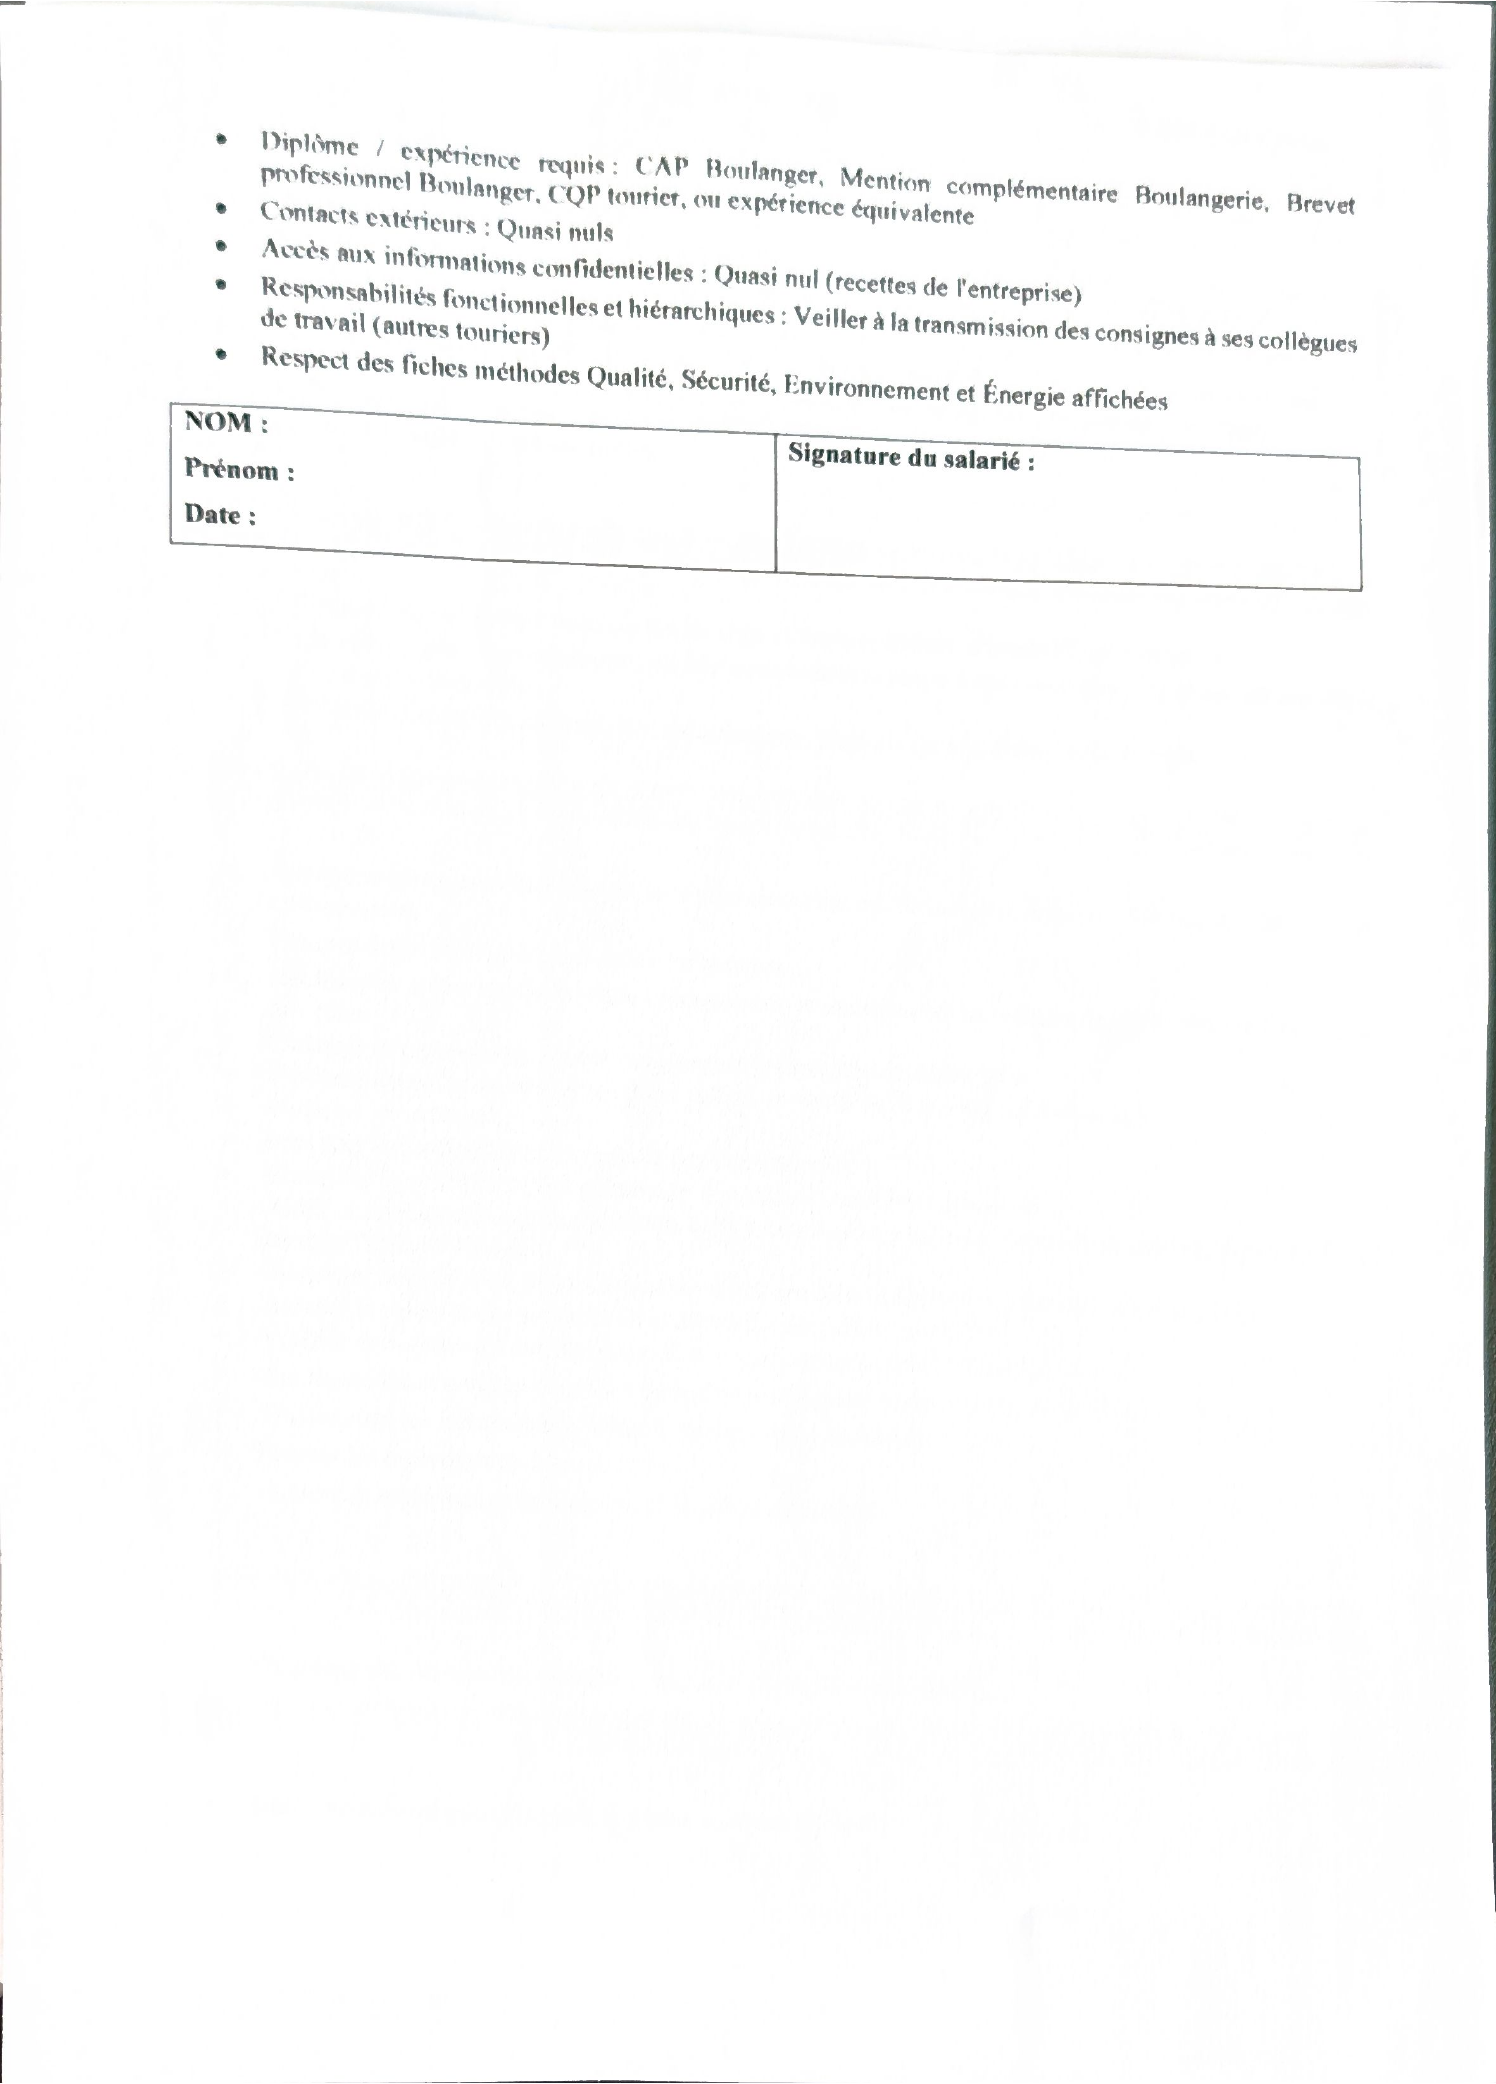 • Diplôme / expérience requis : CAP Boulanger, Mention complémentaire Boulangerie, Brevet
professionnel Boulanger, CQP tourier, ou expérience équivalente
• Contacts extérieurs : Quasi nuls
• Accès aux informations confidentielles : Quasi nul (recettes de l'entreprise)
• Responsabilités fonctionnelles et hiérarchiques : Veiller à la transmission des consignes à ses collègues
de travail (autres touriers)
• Respect des fiches méthodes Qualité, Sécurité, Environnement et Énergie affichées
NOM :
Prénom :
Date :
Signature du salarié :